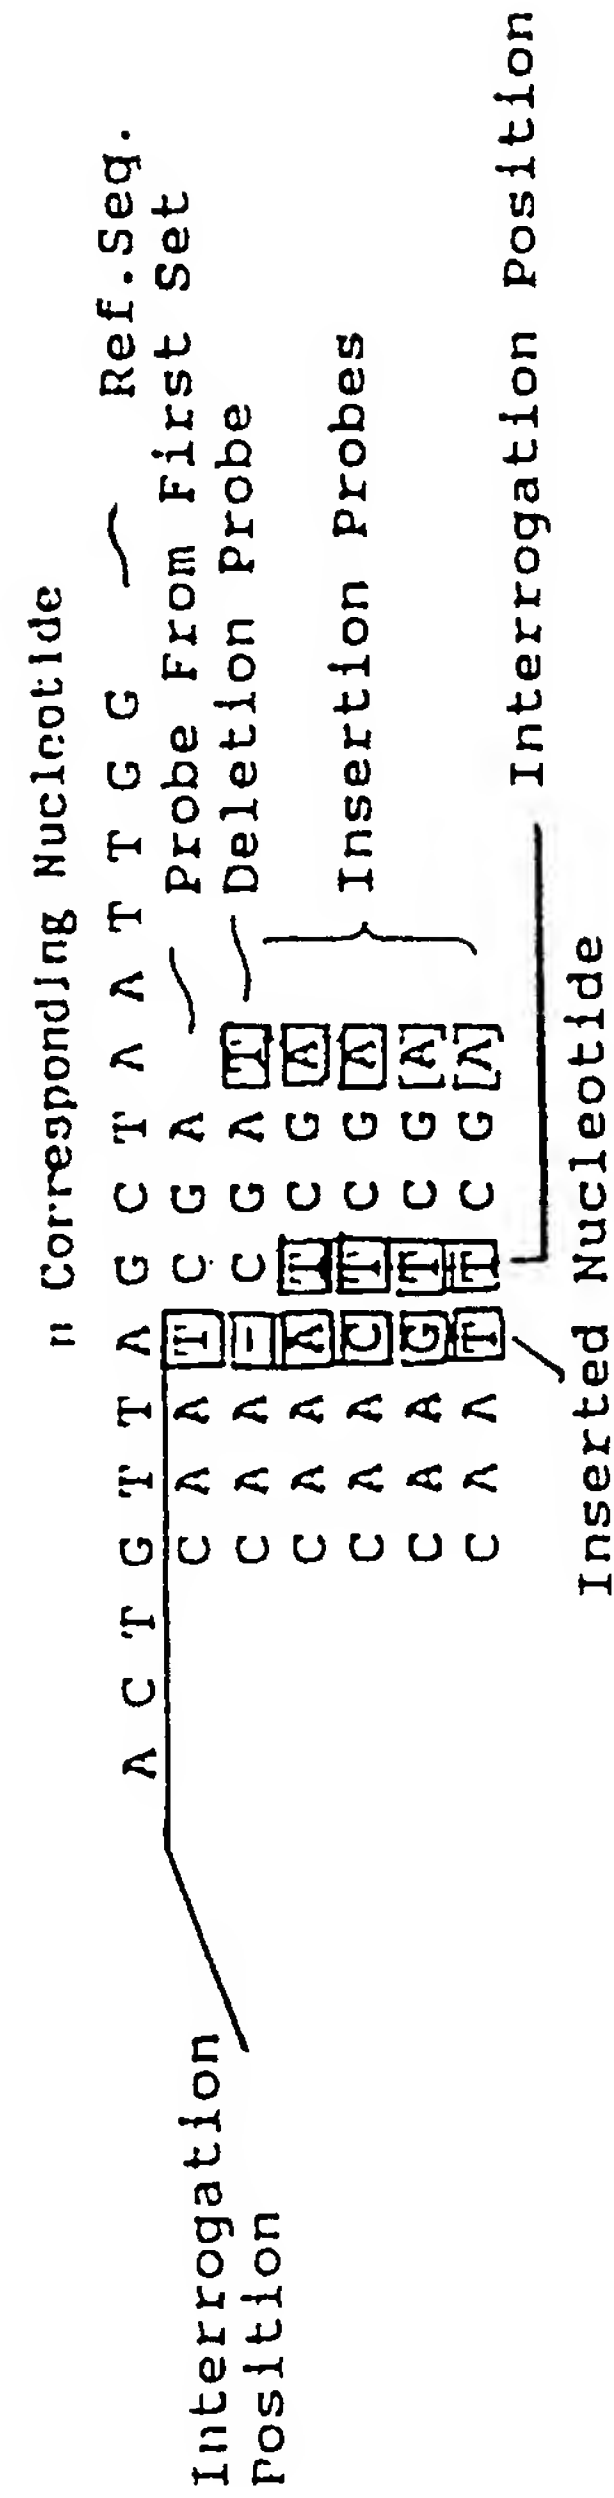 n Corresponding Nucleotide
A C T G T T A G C T A A T T G G Ref.Seq.
C A A T C G A Probe From First Set
C A A - C G A T Deletion Probe
C A A A T C G A
C A A C T C G A
C A A G T C G A
C A A T T C G A
Insertion Probes
Interrogation
Position
Interrogation Position
Inserted Nucleotide